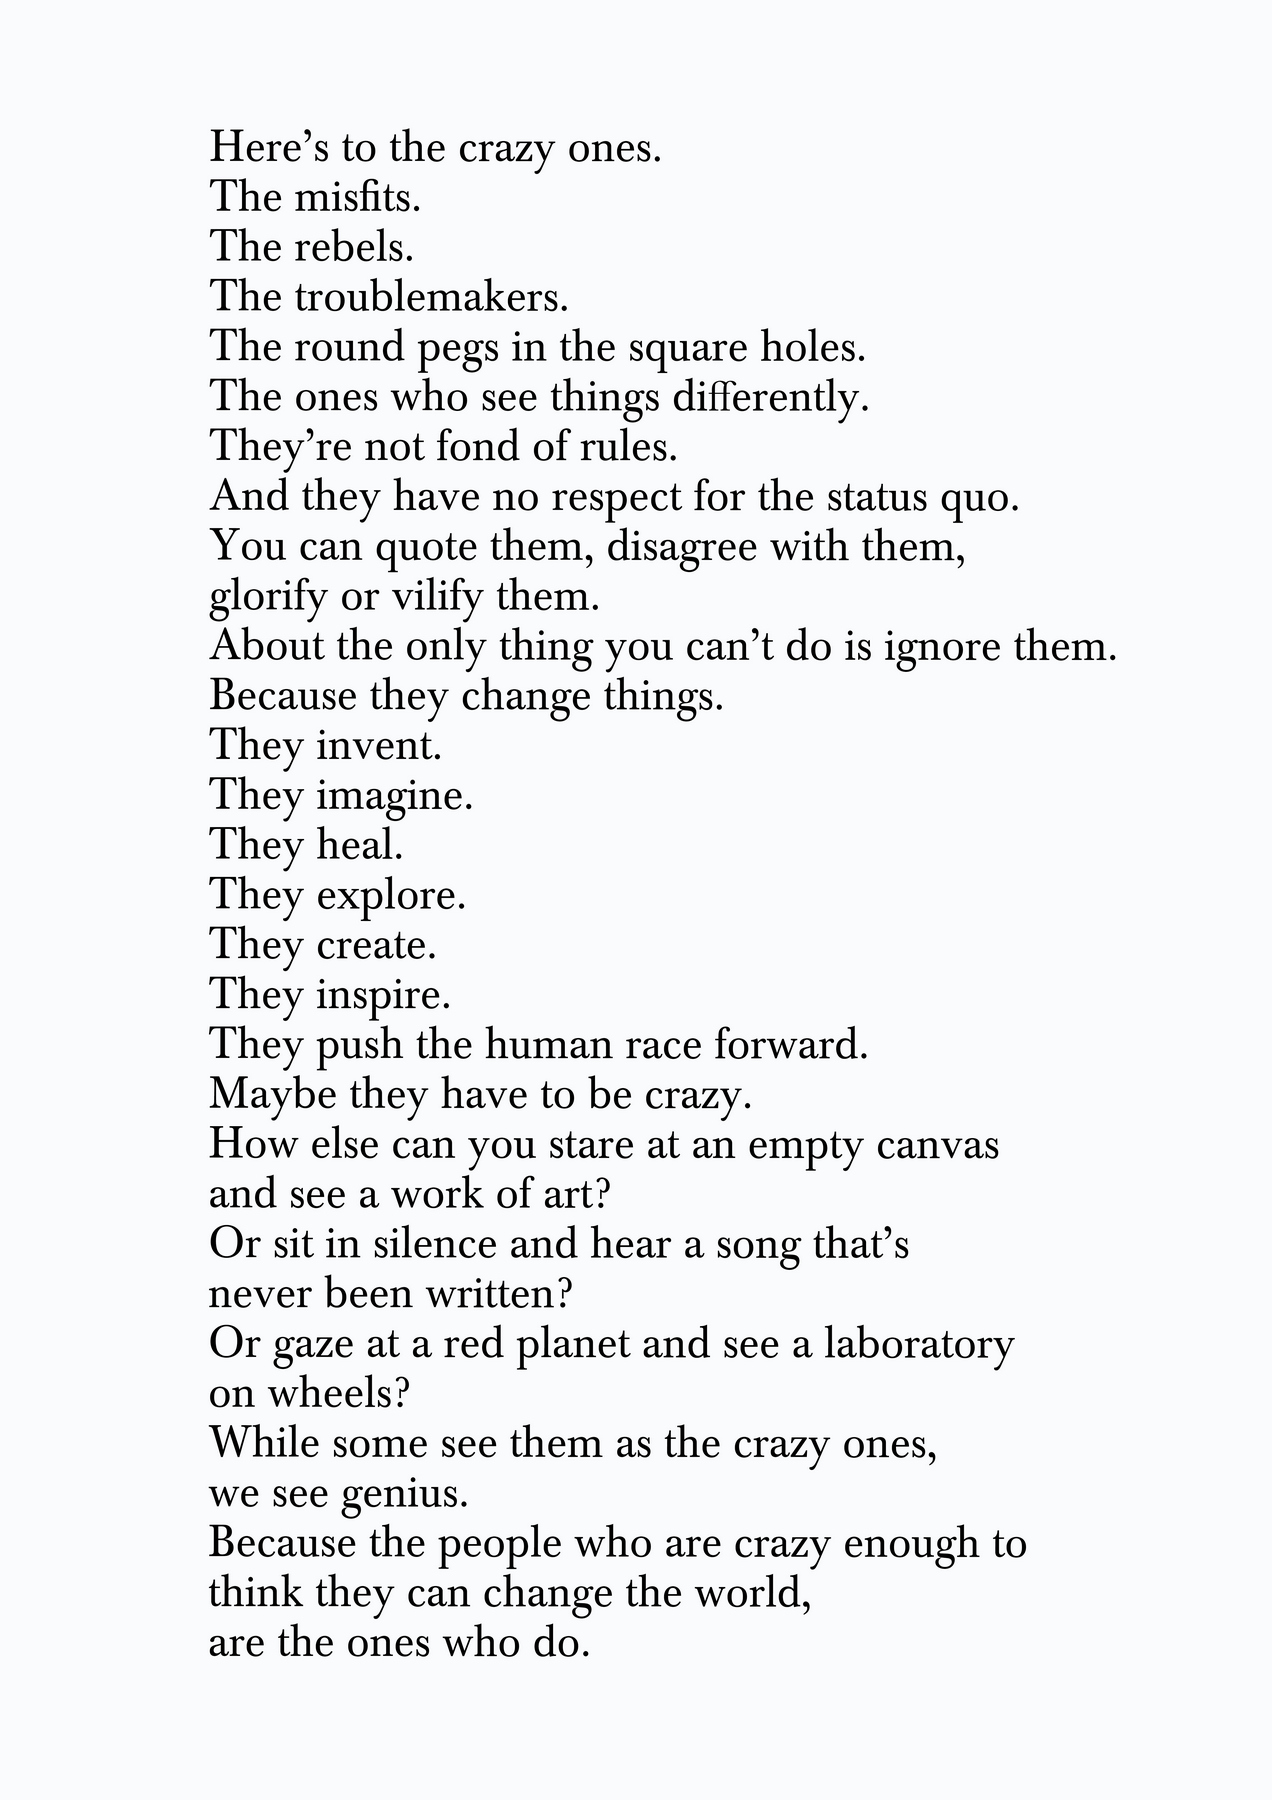 Here’s to the crazy ones.
The misfits.
The rebels.
The troublemakers.
The round pegs in the square holes.
The ones who see things differently.
They’re not fond of rules.
And they have no respect for the status quo.
You can quote them, disagree with them,
glorify or vilify them.
About the only thing you can’t do is ignore them.
Because they change things.
They invent.
They imagine.
They heal.
They explore.
They create.
They inspire.
They push the human race forward.
Maybe they have to be crazy.
How else can you stare at an empty canvas
and see a work of art?
Or sit in silence and hear a song that’s
never been written?
Or gaze at a red planet and see a laboratory
on wheels?
While some see them as the crazy ones,
we see genius.
Because the people who are crazy enough to
think they can change the world,
are the ones who do.